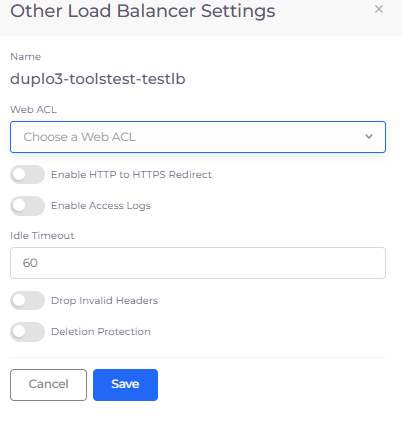 Other Load Balancer Settings
Name
duplo3-toolstest-testlb
Web ACL
Choose a Web ACL
Enable HTTP to HTTPS Redirect
Enable Access Logs
Idle Timeout
60
Drop Invalid Headers
Deletion Protection
Cancel Save